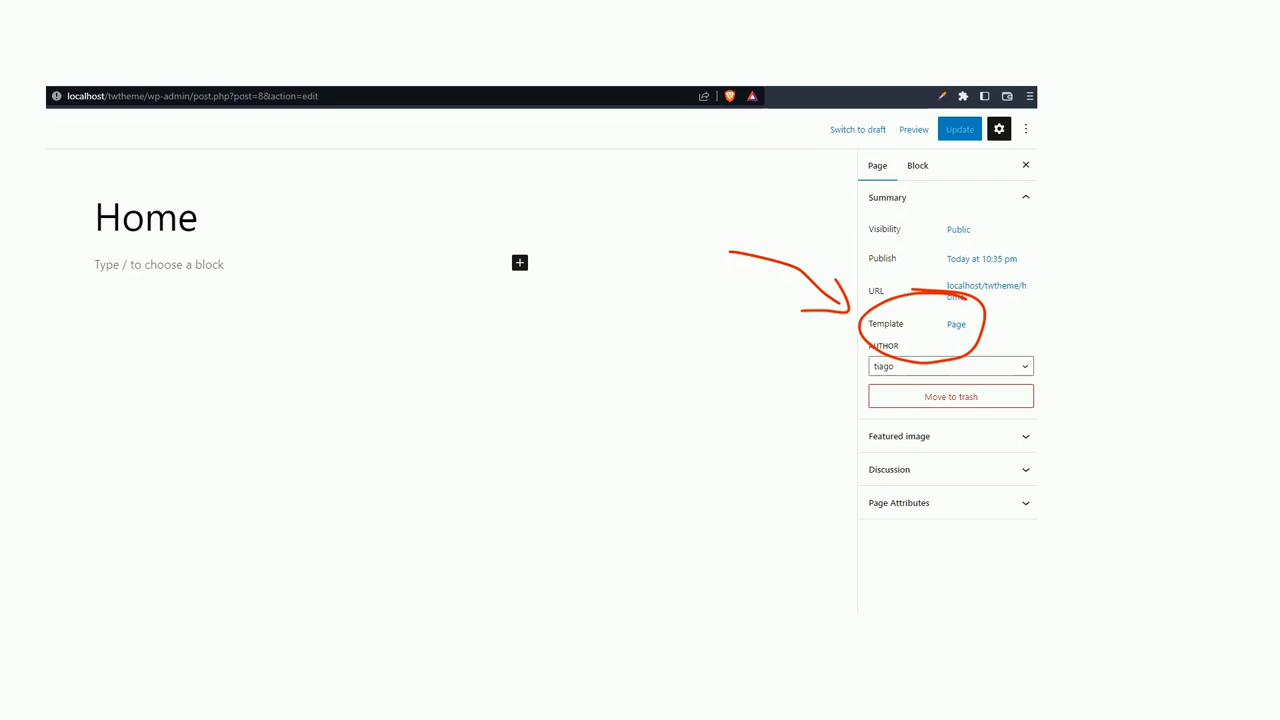 localhost/twtheme/wp-admin/post.php?post=8&action=edit
Switch to draft
Preview
Update
Page
Block
Summary
Home
Visibility
Public
Type / to choose a block
Publish
Today at 10:35 pm
URL
localhost/twtheme/h
ome
Template
Page
AUTHOR
tiago
Move to trash
Featured image
Discussion
Page Attributes